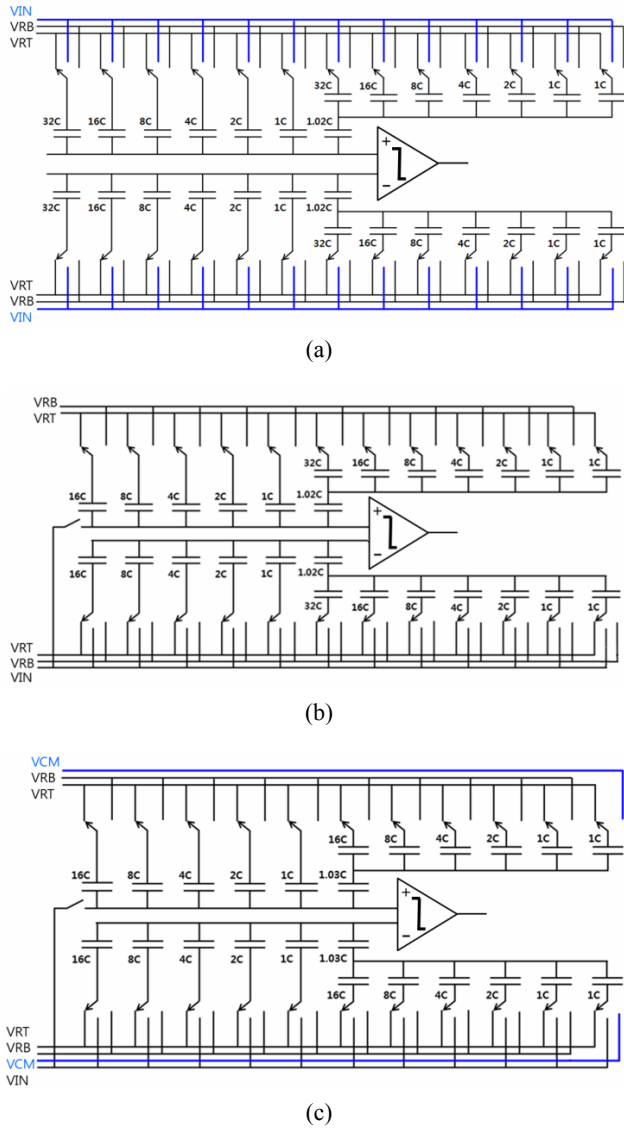 VIN
VRB
VRT
32C 16C 8C 4C 2C 1C 1C
32C 16C 8C 4C 2C 1C 1.02C
+
−
32C 16C 8C 4C 2C 1C 1.02C
32C 16C 8C 4C 2C 1C 1C
VRT
VRB
VIN
(a)
VRB
VRT
32C 16C 8C 4C 2C 1C 1C
16C 8C 4C 2C 1C 1.02C
+
−
16C 8C 4C 2C 1C 1.02C
32C 16C 8C 4C 2C 1C 1C
VRT
VRB
VIN
(b)
VCM
VRB
VRT
16C 8C 4C 2C 1C 1C
16C 8C 4C 2C 1C 1.03C
+
−
16C 8C 4C 2C 1C 1.03C
16C 8C 4C 2C 1C 1C
VRT
VRB
VCM
VIN
(c)